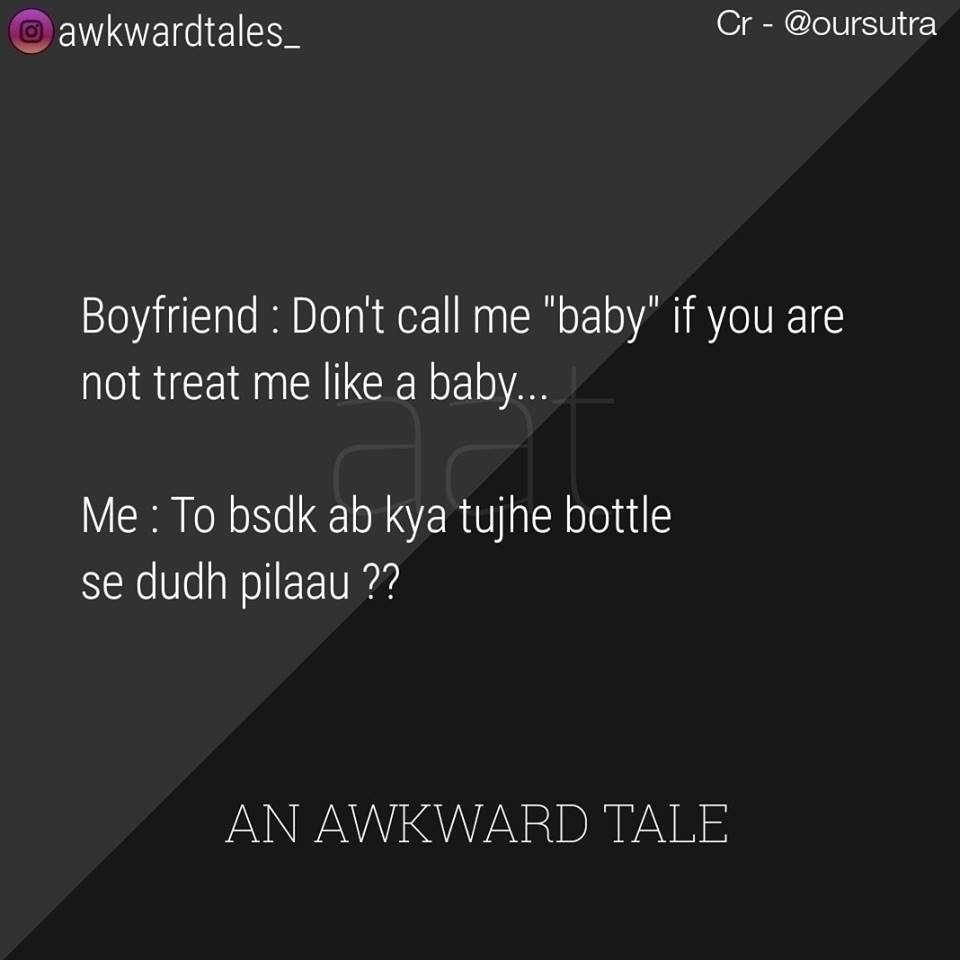 awkwardtales_
Cr - @oursutra
Boyfriend : Don't call me "baby" if you are
not treat me like a baby...
aat
Me : To bsdk ab kya tujhe bottle
se dudh pilaau ??
AN AWKWARD TALE